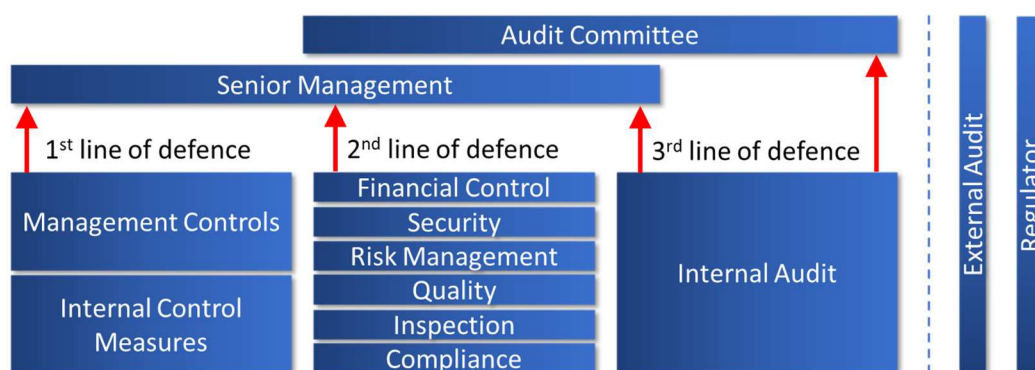 Audit Committee
Senior Management
1st line of defence
2nd line of defence
3rd line of defence
Management Controls
Internal Control
Measures
Financial Control
Security
Risk Management
Quality
Inspection
Compliance
Internal Audit
External Audit
Regulator